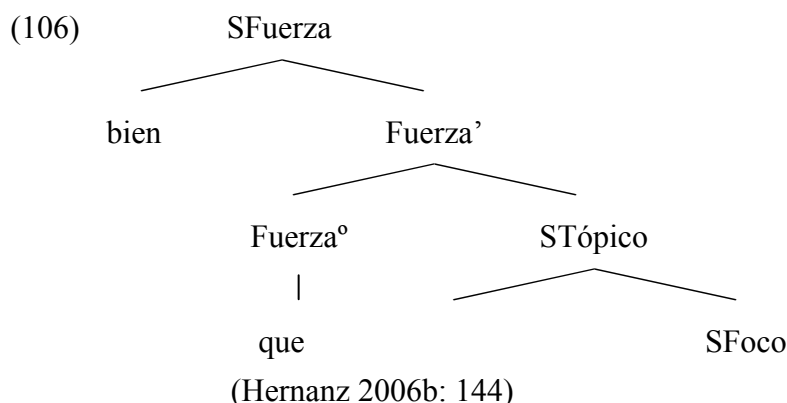 (106) SFuerza
bien Fuerza’
Fuerzaº STópico
que SFoco
(Hernanz 2006b: 144)